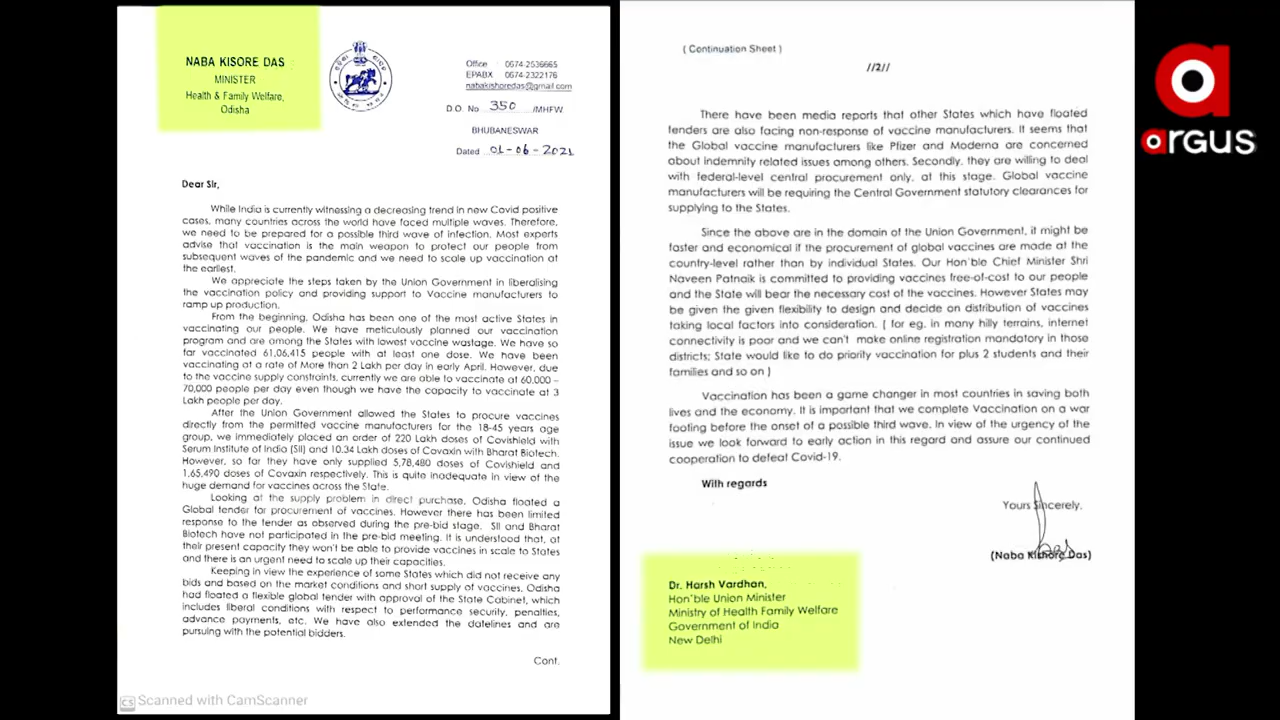 NABA KISORE DAS
MINISTER
Health & Family Welfare,
Odisha
Office : 0674-2536665
EPABX : 0674-2322176
nabakishoredas@gmail.com
D.O. No 350 /MHFW
BHUBANESWAR
Dated 01-06-2021
Dear Sir,
While India is currently witnessing a decreasing trend in new Covid positive
cases, many countries across the world have faced multiple waves. Therefore,
we need to be prepared for a possible third wave of infection. Most experts
advise that vaccination is the main weapon to protect our people from
subsequent waves of the pandemic and we need to scale up vaccination at
the earliest.
We appreciate the steps taken by the Union Government in liberalising
the vaccination policy and providing support to Vaccine manufacturers to
ramp up production.
From the beginning, Odisha has been one of the most active States in
vaccinating our people. We have meticulously planned our vaccination
program and are among the States with lowest vaccine wastage. We have so
far vaccinated 61,06,415 people with at least one dose. We have been
vaccinating at a rate of More than 2 Lakh per day in early April. However, due
to the vaccine supply constraints, currently we are able to vaccinate at 60,000 –
70,000 people per day even though we have the capacity to vaccinate at 3
Lakh people per day.
After the Union Government allowed the States to procure vaccines
directly from the permitted vaccine manufacturers for the 18-45 years age
group, we immediately placed an order of 220 Lakh doses of Covishield with
Serum Institute of India (SII) and 10.34 Lakh doses of Covaxin with Bharat Biotech.
However, so far they have only supplied 5,78,480 doses of Covishield and
1,65,490 doses of Covaxin respectively. This is quite inadequate in view of the
huge demand for vaccines across the State.
Looking at the supply problem in direct purchase, Odisha floated a
Global tender for procurement of vaccines. However there has been limited
response to the tender as observed during the pre-bid stage. SII and Bharat
Biotech have not participated in the pre-bid meeting. It is understood that, at
their present capacity they won't be able to provide vaccines in scale to States
and there is an urgent need to scale up their capacities.
Keeping in view the experience of some States which did not receive any
bids and based on the market conditions and short supply of vaccines, Odisha
had floated a flexible global tender with approval of the State Cabinet, which
includes liberal conditions with respect to performance security, penalties,
advance payments, etc. We have also extended the datelines and are
pursuing with the potential bidders.
Cont.
CS Scanned with CamScanner
( Continuation Sheet )
//2//
There have been media reports that other States which have floated
tenders are also facing non-response of vaccine manufacturers. It seems that
the Global vaccine manufacturers like Pfizer and Moderna are concerned
about indemnity related issues among others. Secondly, they are willing to deal
with federal-level central procurement only, at this stage. Global vaccine
manufacturers will be requiring the Central Government statutory clearances for
supplying to the States.
Since the above are in the domain of the Union Government, it might be
faster and economical if the procurement of global vaccines are made at the
country-level rather than by individual States. Our Hon'ble Chief Minister Shri
Naveen Patnaik is committed to providing vaccines free-of-cost to our people
and the State will bear the necessary cost of the vaccines. However States may
be given the given flexibility to design and decide on distribution of vaccines
taking local factors into consideration. ( for eg. in many hilly terrains, internet
connectivity is poor and we can't make online registration mandatory in those
districts; State would like to do priority vaccination for plus 2 students and their
families and so on )
Vaccination has been a game changer in most countries in saving both
lives and the economy. It is important that we complete Vaccination on a war
footing before the onset of a possible third wave. In view of the urgency of the
issue we look forward to early action in this regard and assure our continued
cooperation to defeat Covid-19.
With regards
Yours Sincerely,
(Naba Kishore Das)
Dr. Harsh Vardhan,
Hon'ble Union Minister
Ministry of Health Family Welfare
Government of India
New Delhi
argus